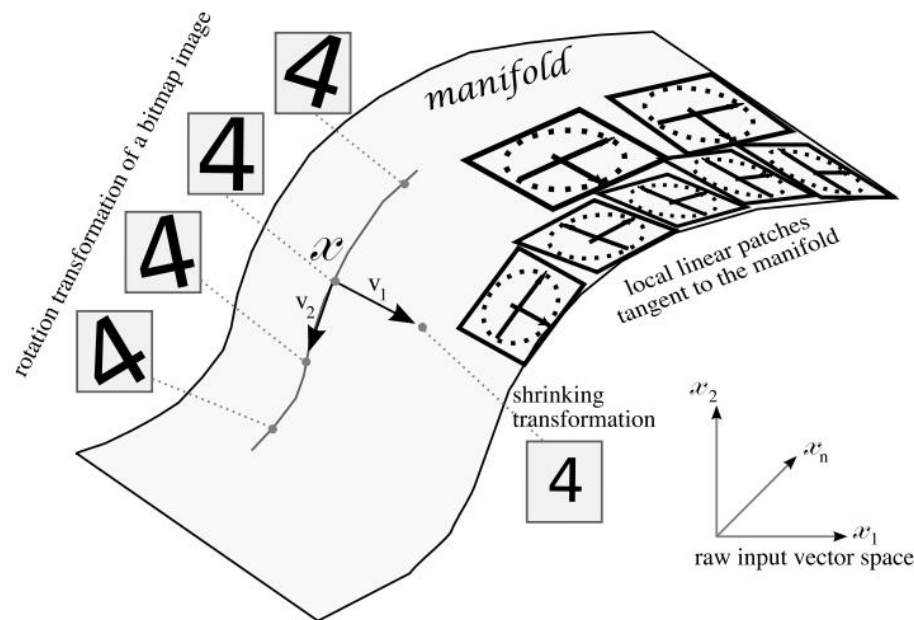 rotation transformation of a bitmap image
4
4
4
4
manifold
x
v1
v2
local linear patches
tangent to the manifold
shrinking
transformation
4
x2
xn
x1
raw input vector space